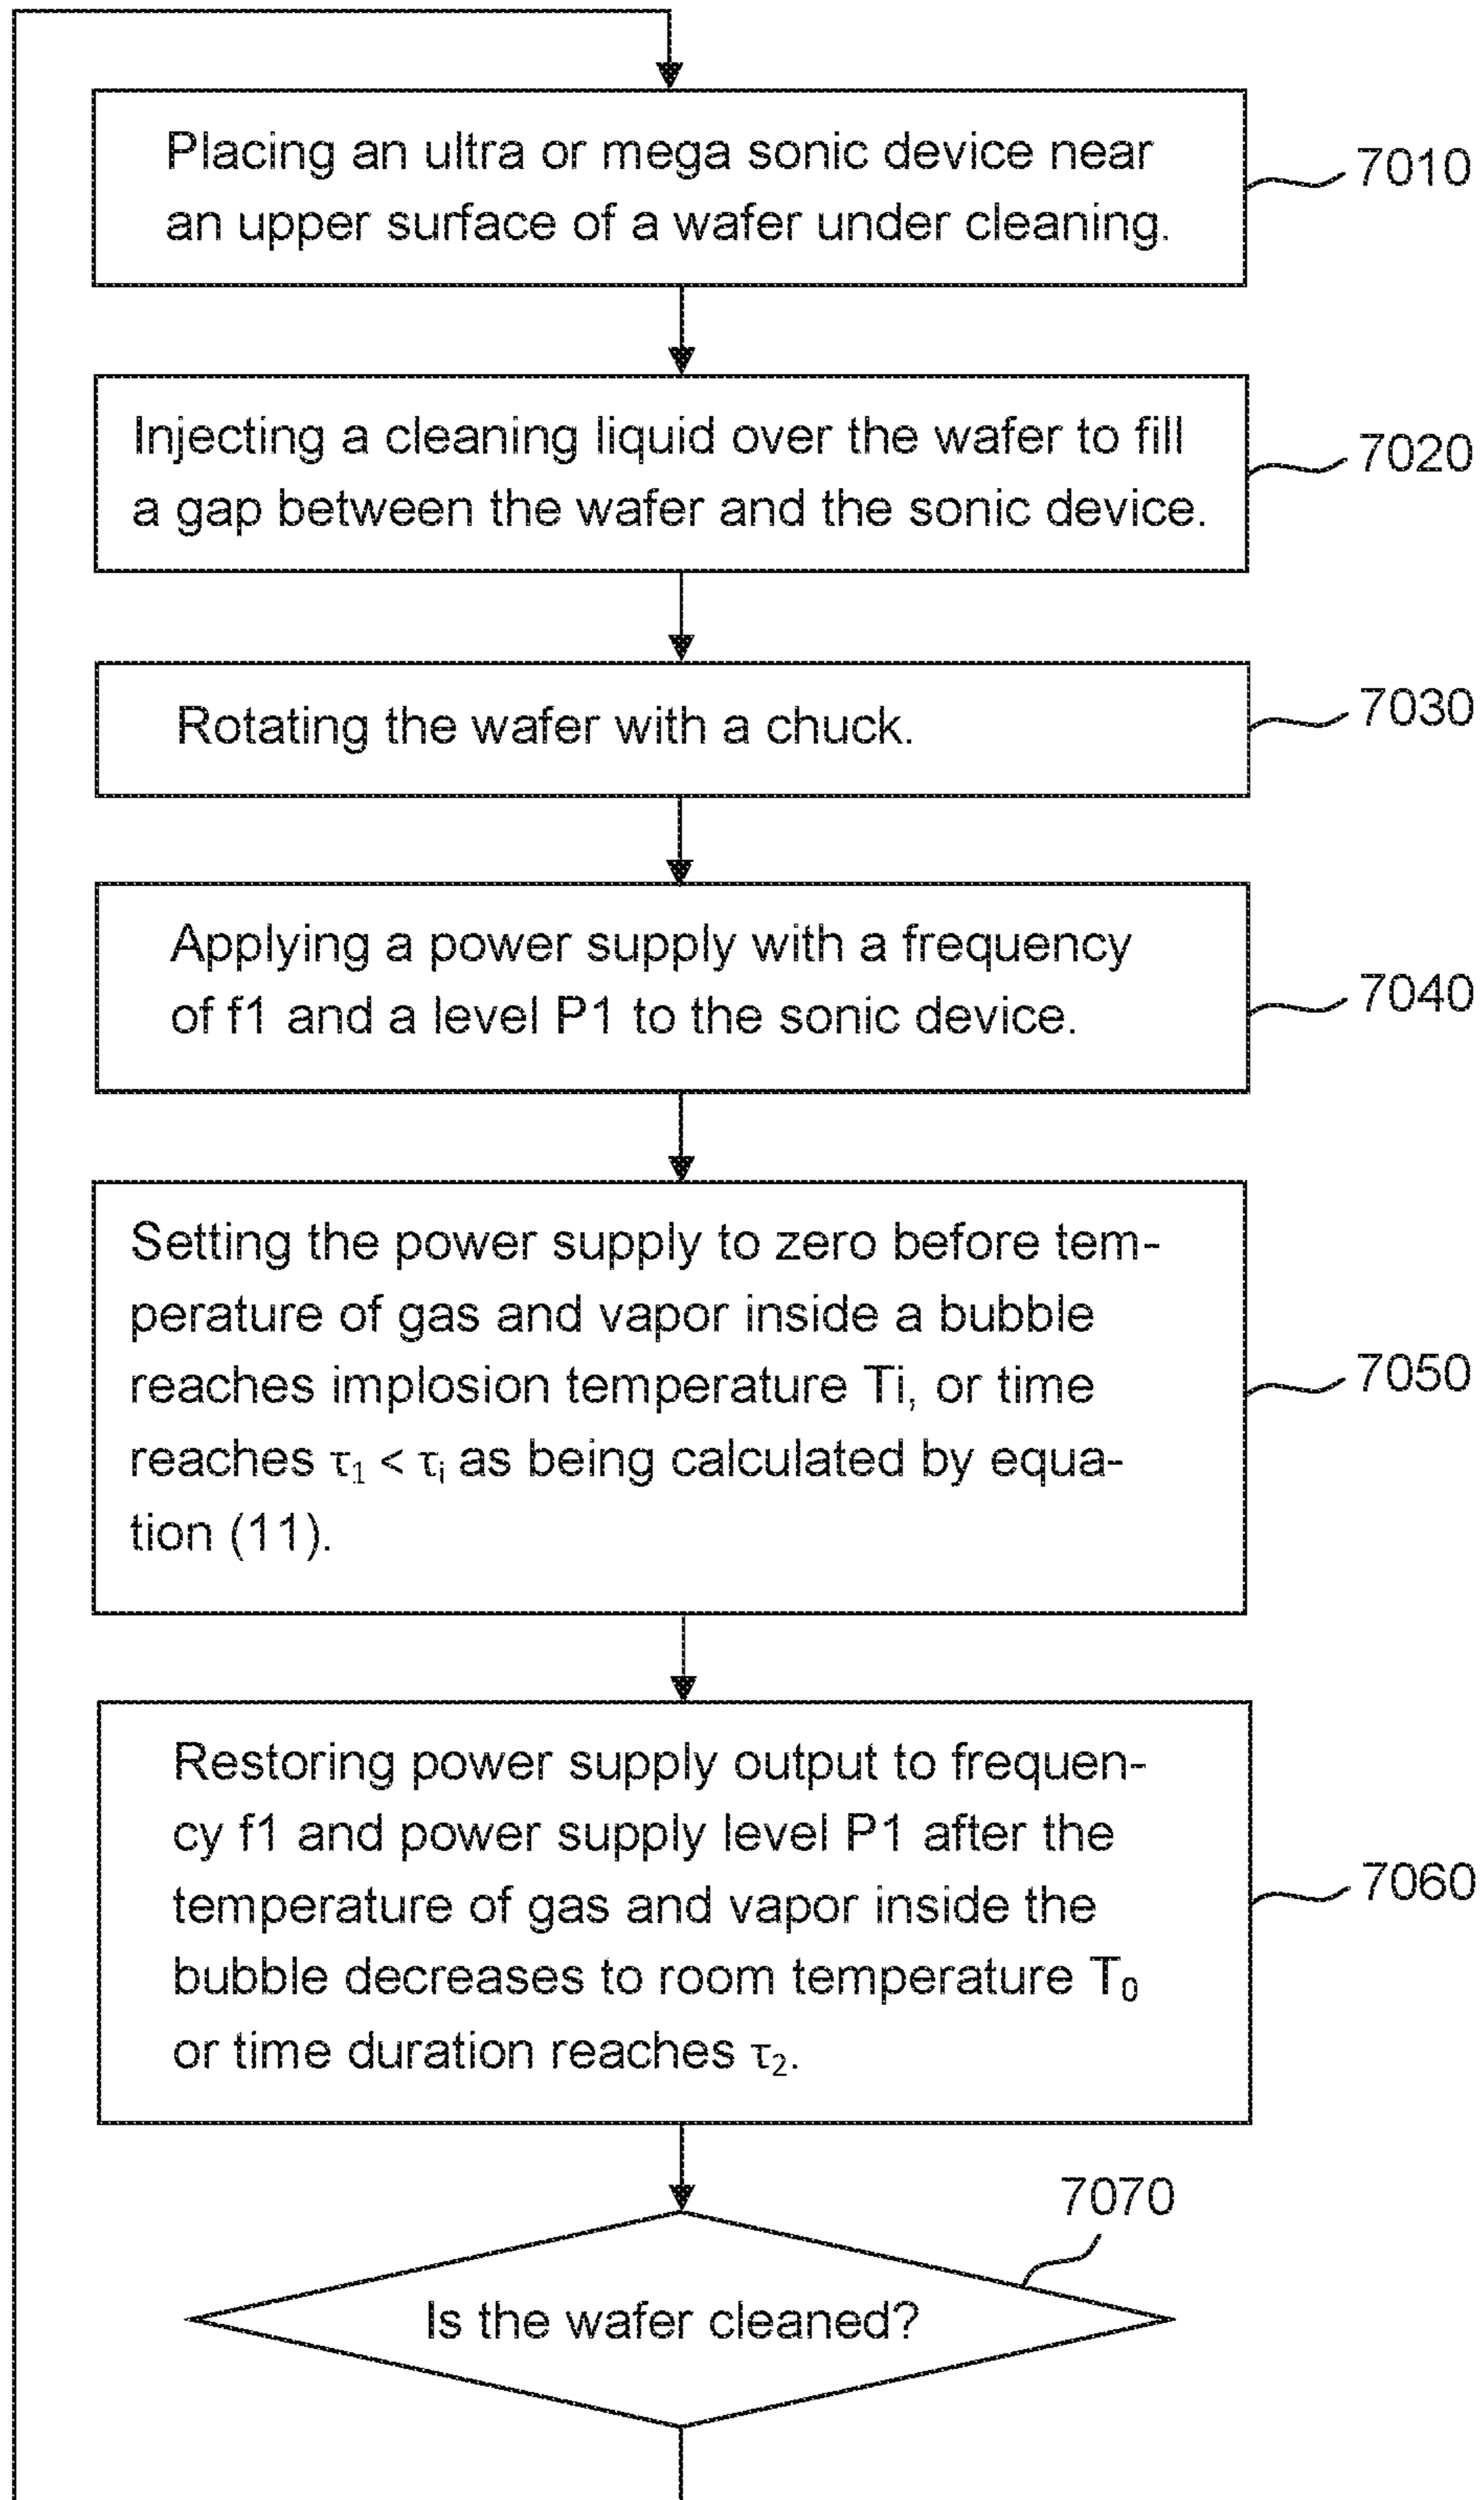 Placing an ultra or mega sonic device near
an upper surface of a wafer under cleaning.
7010
Injecting a cleaning liquid over the wafer to fill
a gap between the wafer and the sonic device.
7020
Rotating the wafer with a chuck.
7030
Applying a power supply with a frequency
of f1 and a level P1 to the sonic device.
7040
Setting the power supply to zero before tem-
perature of gas and vapor inside a bubble
reaches implosion temperature Ti, or time
reaches τ₁ < τᵢ as being calculated by equa-
tion (11).
7050
Restoring power supply output to frequen-
cy f1 and power supply level P1 after the
temperature of gas and vapor inside the
bubble decreases to room temperature T₀
or time duration reaches τ₂.
7060
7070
Is the wafer cleaned?